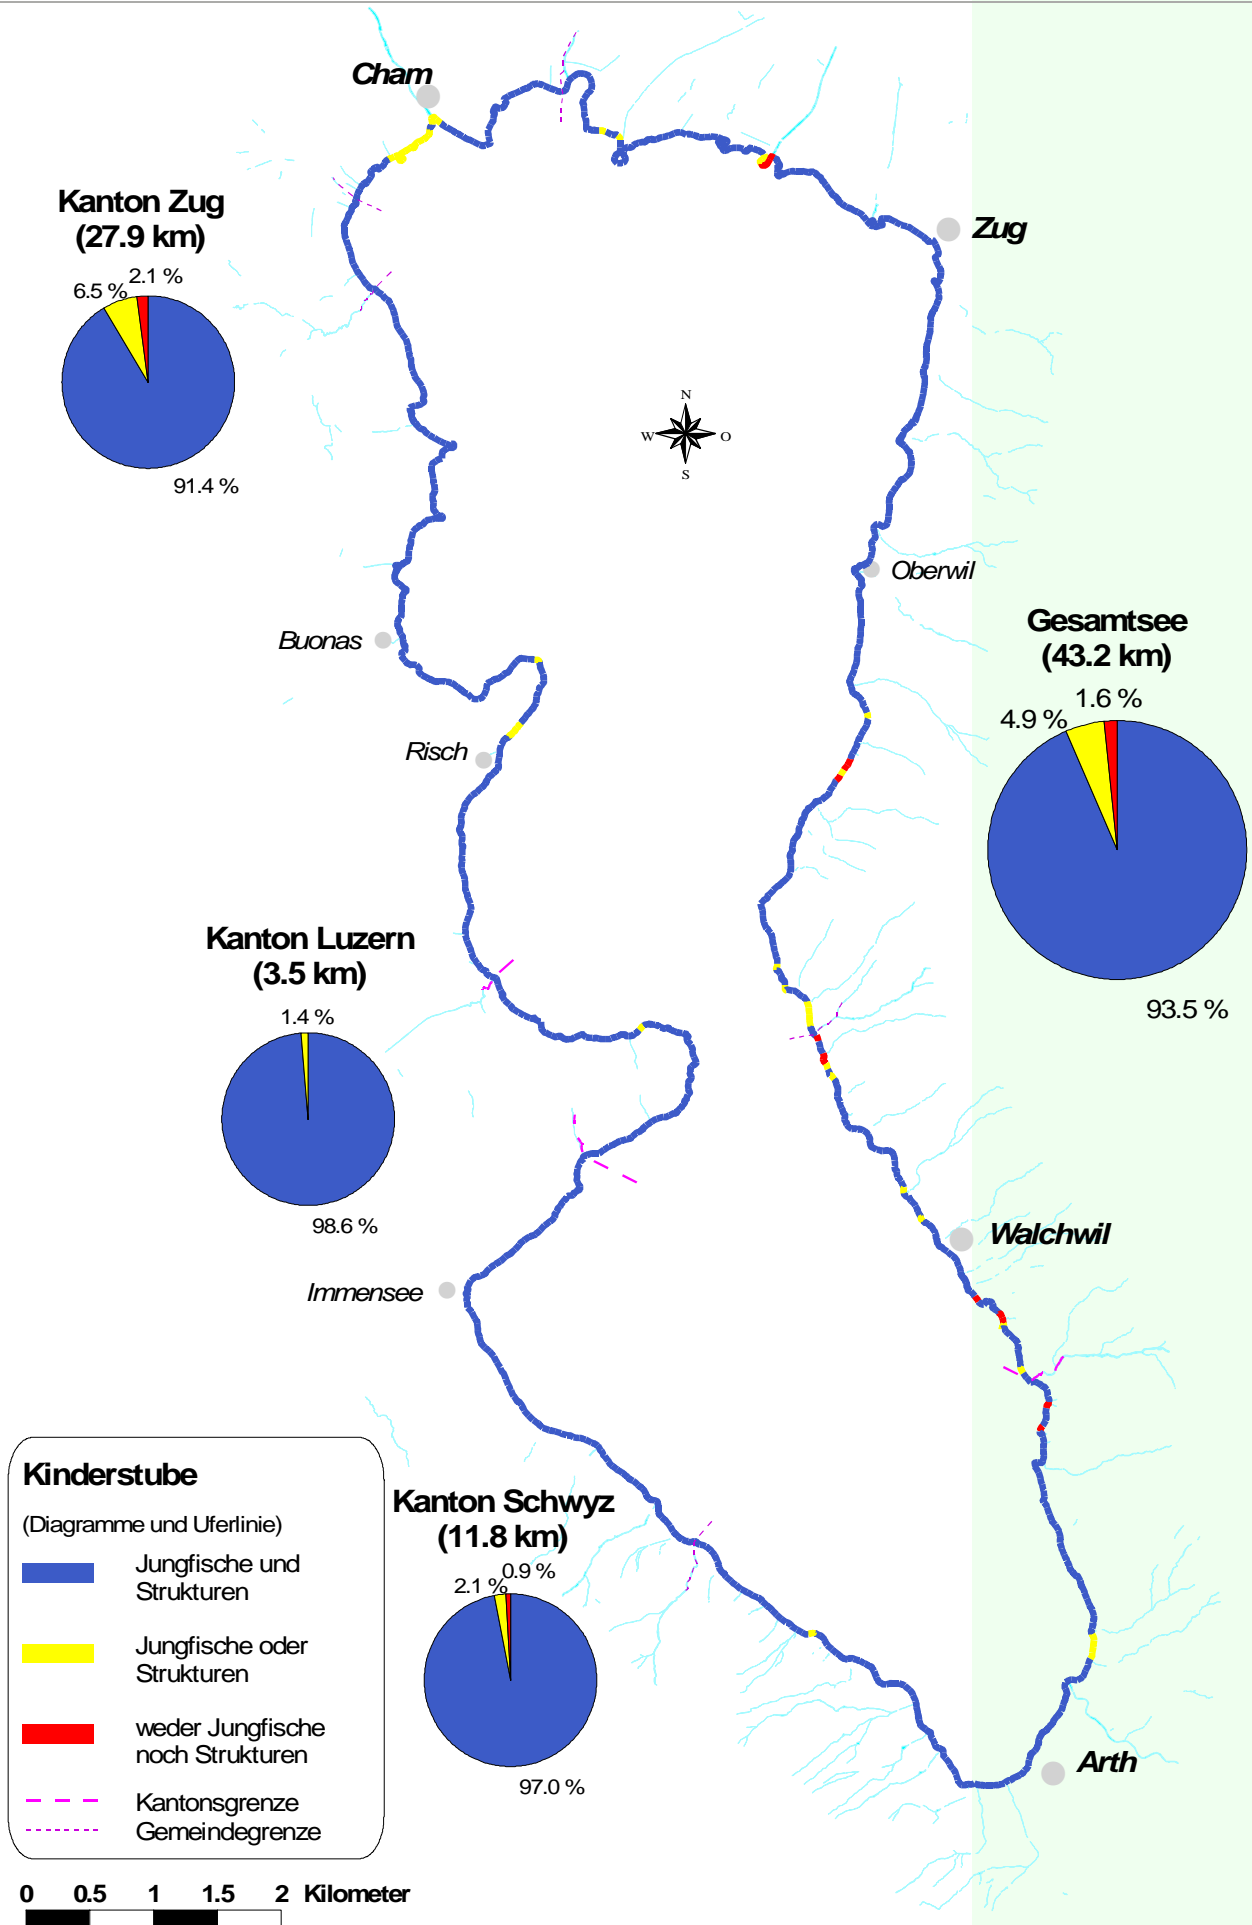 Cham
Kanton Zug
(27.9 km)
6.5 %
2.1 %
91.4 %
Zug
N
W
O
S
Oberwil
Buonas
Gesamtsee
(43.2 km)
4.9 %
1.6 %
93.5 %
Risch
Kanton Luzern
(3.5 km)
1.4 %
98.6 %
Walchwil
Immensee
Kanton Schwyz
(11.8 km)
2.1 %
0.9 %
97.0 %
Arth
Kinderstube
(Diagramme und Uferlinie)
Jungfische und
Strukturen
Jungfische oder
Strukturen
weder Jungfische
noch Strukturen
Kantonsgrenze
Gemeindegrenze
0 0.5 1 1.5 2 Kilometer